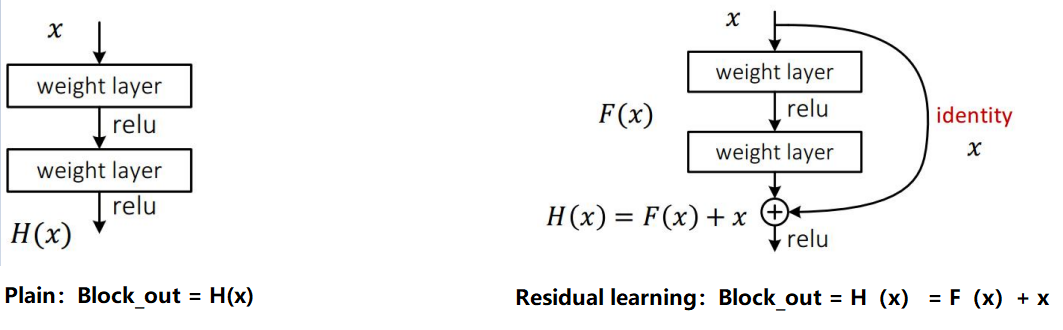 x
weight layer
relu
weight layer
relu
H(x)
Plain：Block_out = H(x)
x
weight layer
F(x)
relu
identity
x
weight layer
H(x) = F(x) + x
+
relu
Residual learning：Block_out = H（x） = F（x）+ x